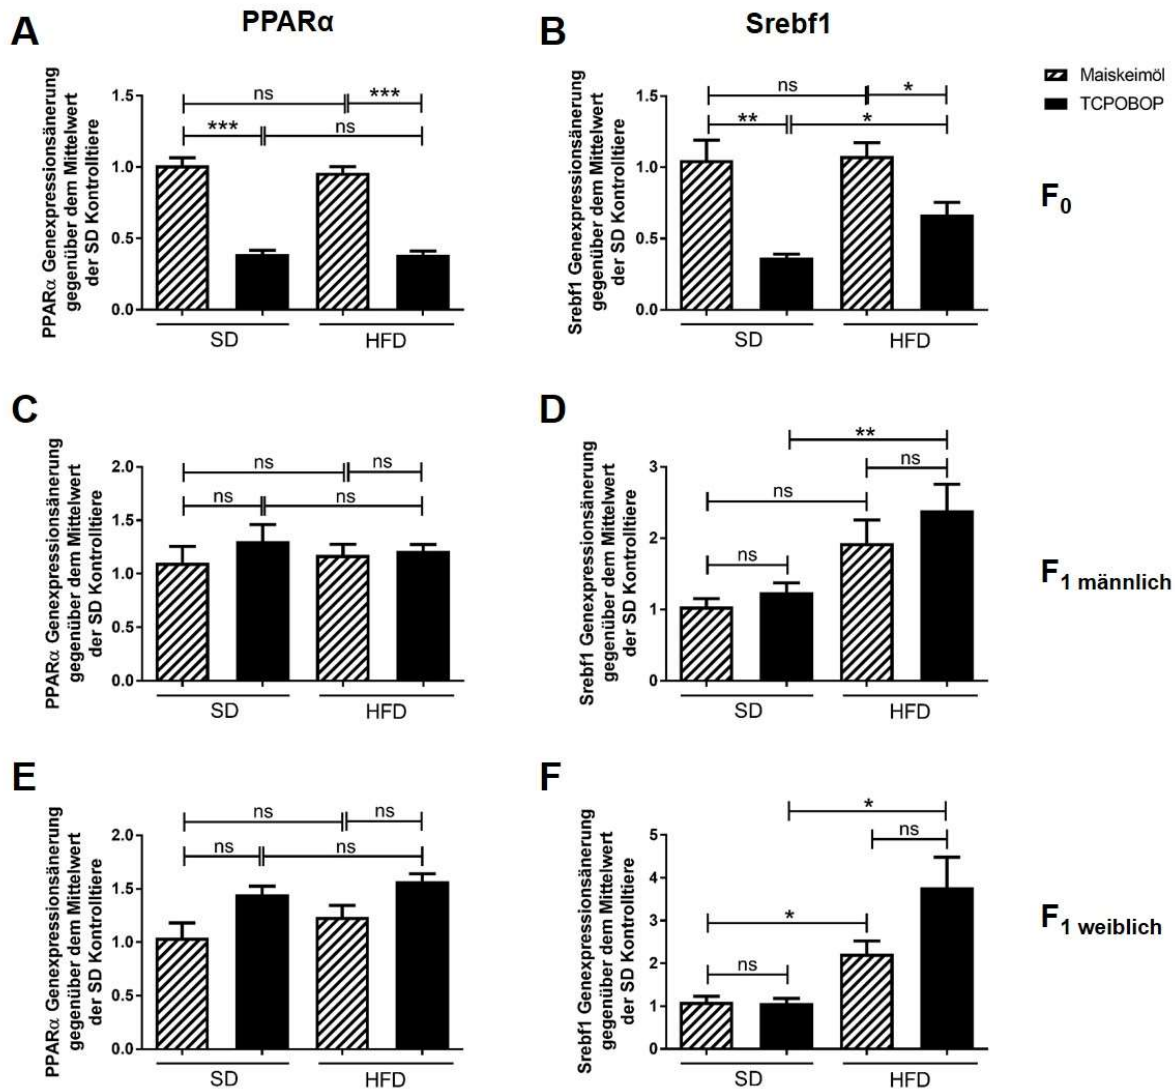 PPARα
Srebf1
A
PPARα Genexpressionsänerung
gegenüber dem Mittelwert
der SD Kontrolltiere
1.5
1.0
0.5
0.0
ns
***
***
ns
SD
HFD
B
Srebf1 Genexpressionsänerung
gegenüber dem Mittelwert
der SD Kontrolltiere
1.5
1.0
0.5
0.0
ns
*
**
*
SD
HFD
Maiskeimöl
TCPOBOP
F0
C
PPARα Genexpressionsänerung
gegenüber dem Mittelwert
der SD Kontrolltiere
2.0
1.5
1.0
0.5
0.0
ns
ns
ns
ns
SD
HFD
D
Srebf1 Genexpressionsänerung
gegenüber dem Mittelwert
der SD Kontrolltiere
3
2
1
0
**
ns
ns
ns
SD
HFD
F1 männlich
E
PPARα Genexpressionsänerung
gegenüber dem Mittelwert
der SD Kontrolltiere
2.0
1.5
1.0
0.5
0.0
ns
ns
ns
ns
SD
HFD
F
Srebf1 Genexpressionsänerung
gegenüber dem Mittelwert
der SD Kontrolltiere
5
4
3
2
1
0
*
ns
*
ns
SD
HFD
F1 weiblich